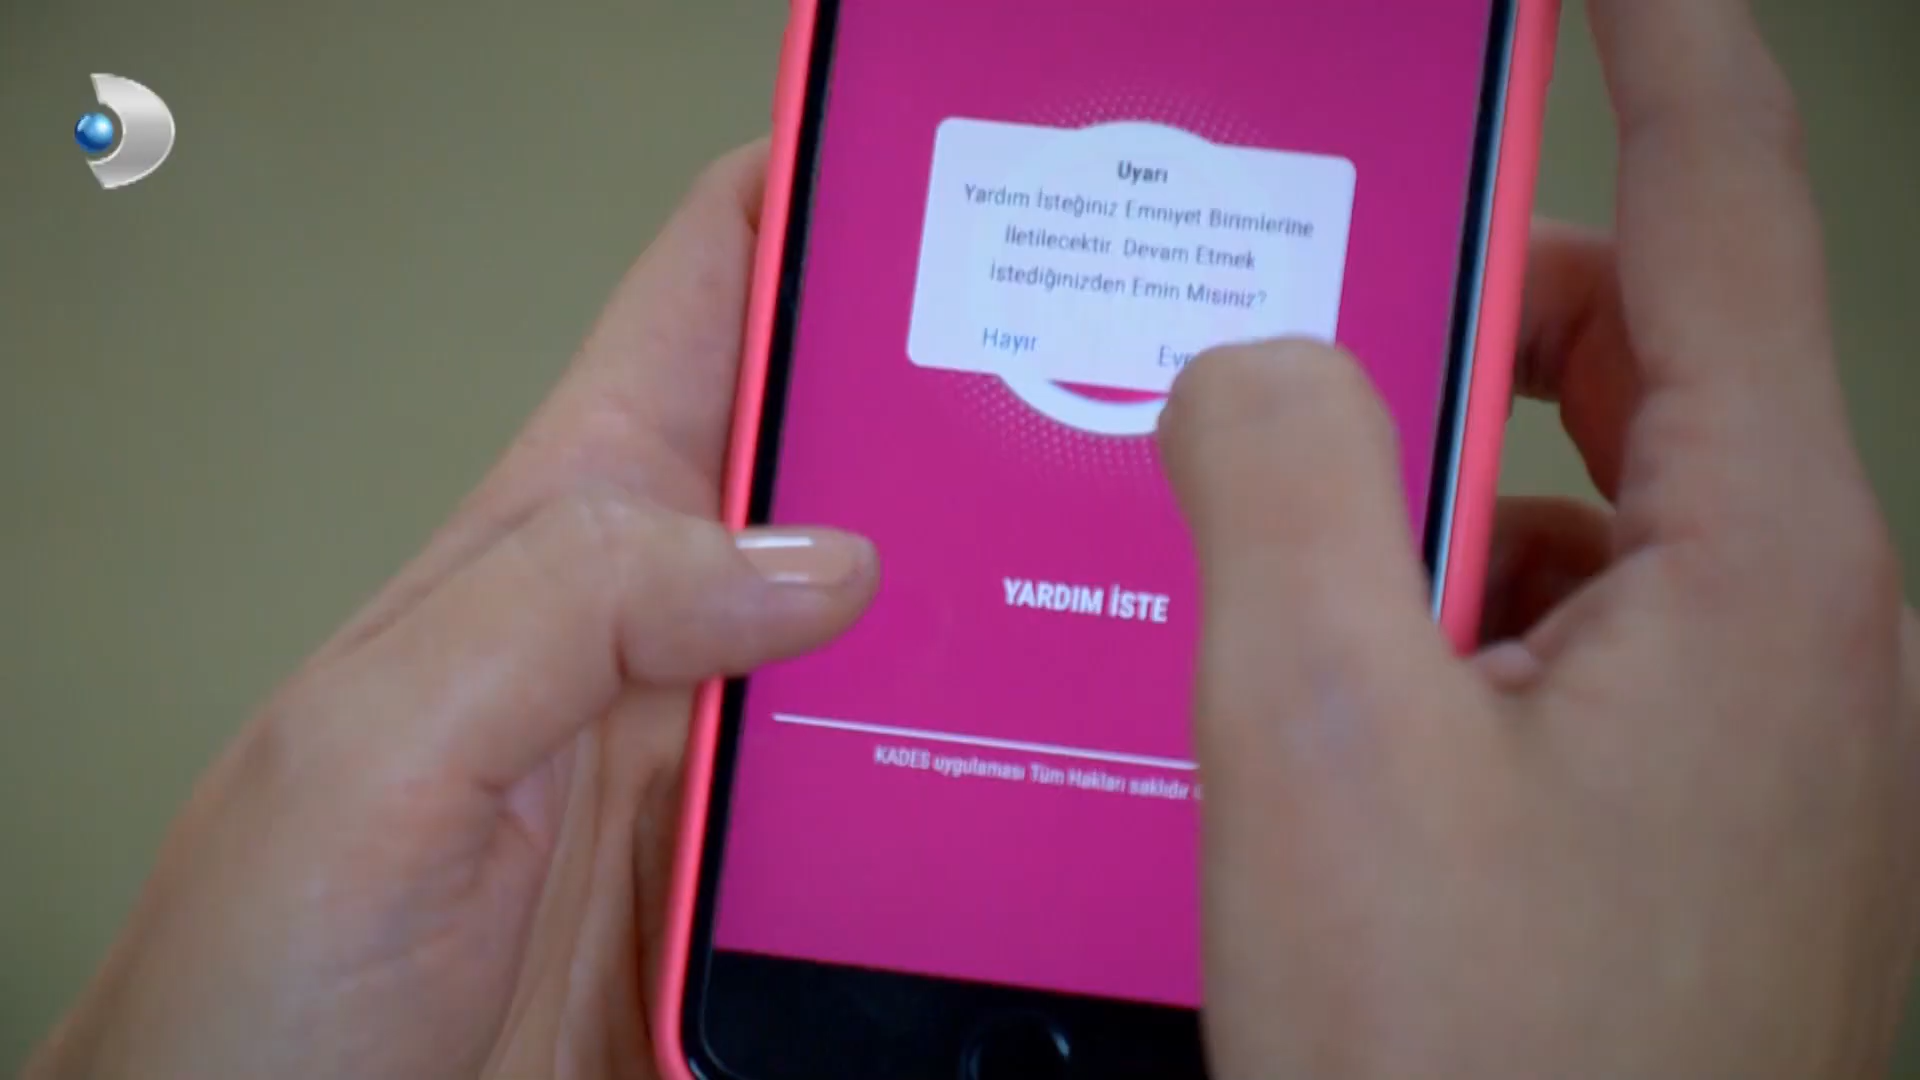 Uyarı
Yardım İsteğiniz Emniyet Birimlerine
İletilecektir. Devam Etmek
İstediğinizden Emin Misiniz?
Hayır
YARDIM İSTE
KADES uygulaması Tüm Hakları saklıdır